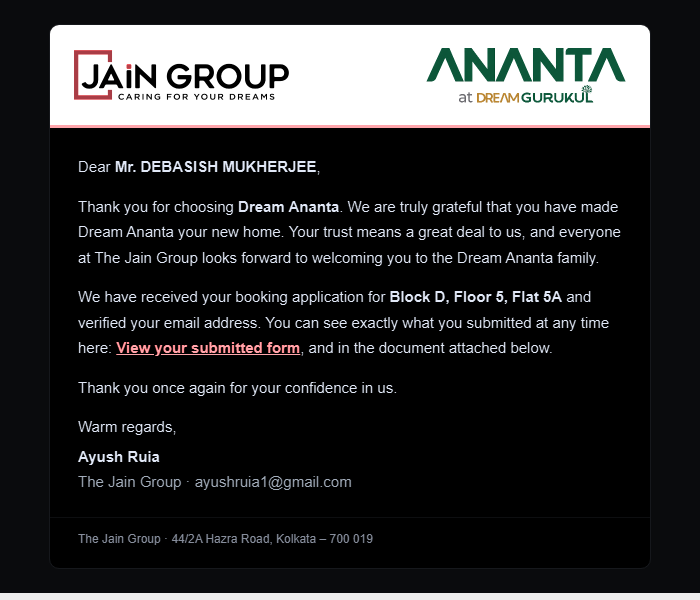 JAIN GROUP
CARING FOR YOUR DREAMS
ANANTA
at DREAM GURUKUL
Dear Mr. DEBASISH MUKHERJEE,
Thank you for choosing Dream Ananta. We are truly grateful that you have made
Dream Ananta your new home. Your trust means a great deal to us, and everyone
at The Jain Group looks forward to welcoming you to the Dream Ananta family.
We have received your booking application for Block D, Floor 5, Flat 5A and
verified your email address. You can see exactly what you submitted at any time
here: View your submitted form, and in the document attached below.
Thank you once again for your confidence in us.
Warm regards,
Ayush Ruia
The Jain Group · ayushruia1@gmail.com
The Jain Group · 44/2A Hazra Road, Kolkata – 700 019